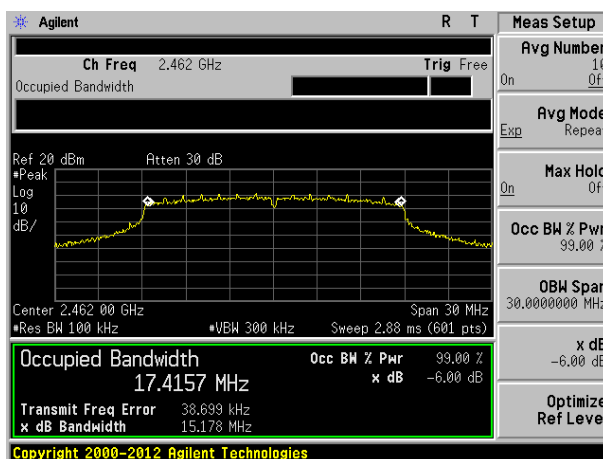 Agilent R T
Ch Freq 2.462 GHz Trig Free
Occupied Bandwidth
Ref 20 dBm Atten 30 dB
#Peak
Log
10
dB/
Center 2.462 00 GHz Span 30 MHz
#Res BW 100 kHz #VBW 300 kHz Sweep 2.88 ms (601 pts)
Occupied Bandwidth Occ BW % Pwr 99.00 %
17.4157 MHz x dB -6.00 dB
Transmit Freq Error 38.699 kHz
x dB Bandwidth 15.178 MHz
Copyright 2000-2012 Agilent Technologies
Meas Setup
Avg Number
10
On Of
Avg Mode
Exp Repea
Max Hold
On Of
Occ BW % Pwr
99.00 %
OBW Span
30.0000000 MHz
x dB
-6.00 dB
Optimize
Ref Leve